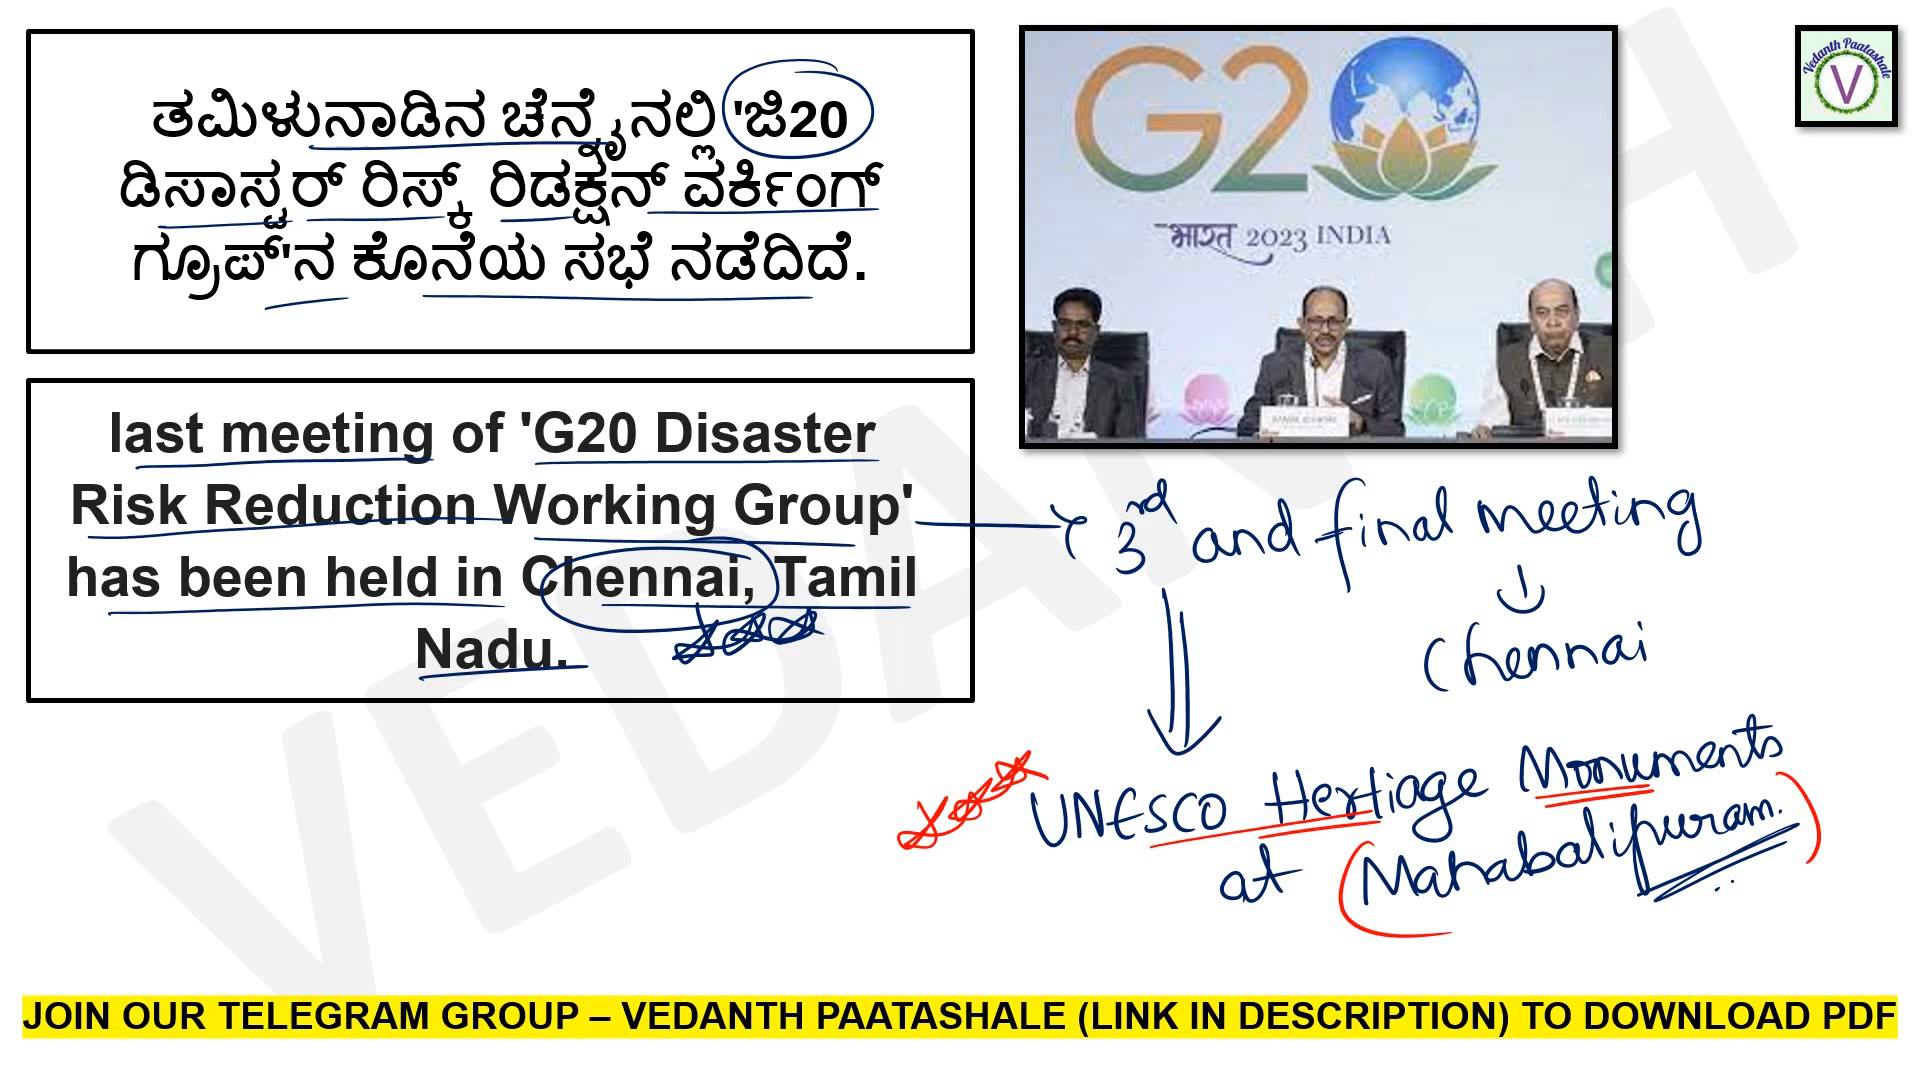 ತಮಿಳುನಾಡಿನ ಚೆನ್ನೈನಲ್ಲಿ 'ಜಿ20
ಡಿಸಾಸ್ಟರ್ ರಿಸ್ಕ್ ರಿಡಕ್ಷನ್ ವರ್ಕಿಂಗ್
ಗ್ರೂಪ್'ನ ಕೊನೆಯ ಸಭೆ ನಡೆದಿದೆ.
last meeting of 'G20 Disaster
Risk Reduction Working Group'
has been held in Chennai, Tamil
Nadu.
G20
भारत 2023 INDIA
Vedanth Paatashale
V
3rd and final meeting
Chennai
UNESCO Hertiage Monuments
at (Mahabalipuram.)
VEDANTH
JOIN OUR TELEGRAM GROUP – VEDANTH PAATASHALE (LINK IN DESCRIPTION) TO DOWNLOAD PDF